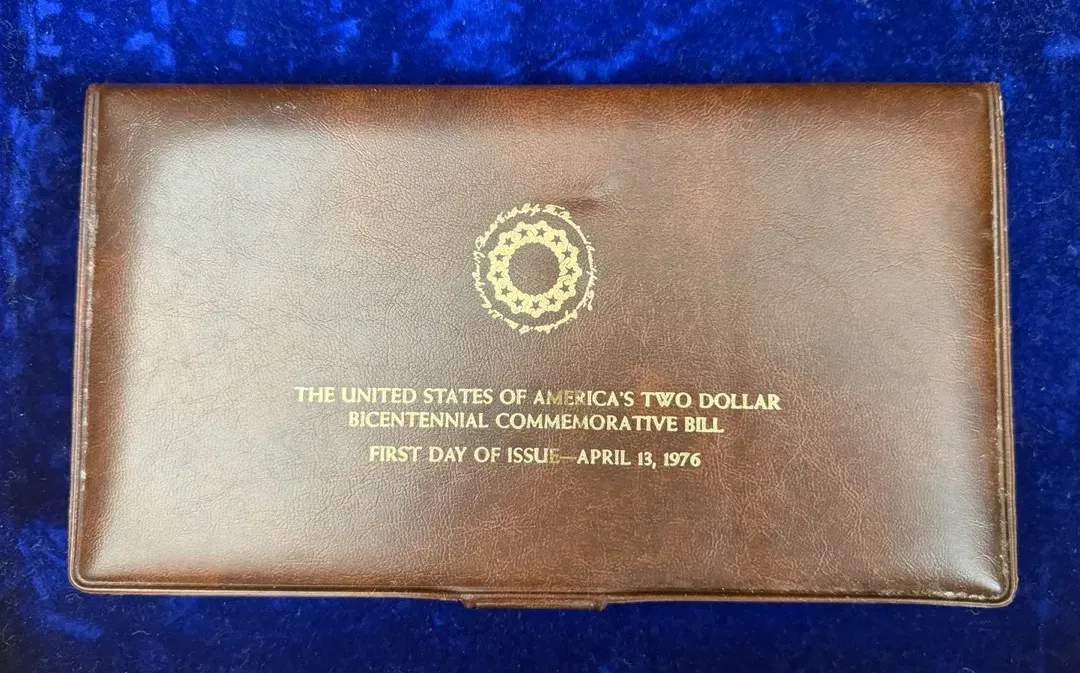 THE UNITED STATES OF AMERICA'S TWO DOLLAR
BICENTENNIAL COMMEMORATIVE BILL
FIRST DAY OF ISSUE—APRIL 13, 1976